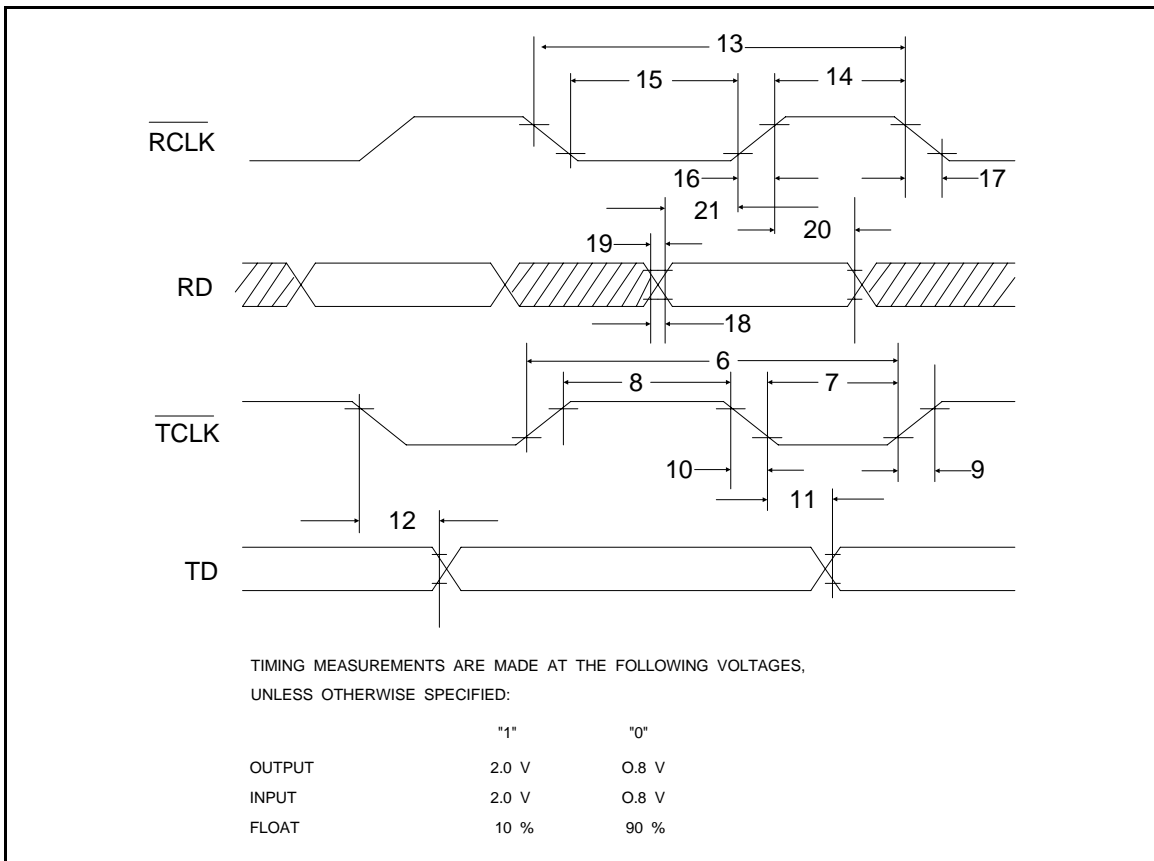 13
15
14
RCLK
16
17
21
20
19
RD
18
6
8
7
TCLK
10
9
11
12
TD
TIMING MEASUREMENTS ARE MADE AT THE FOLLOWING VOLTAGES,
UNLESS OTHERWISE SPECIFIED:
"1" "0"
OUTPUT 2.0 V O.8 V
INPUT 2.0 V O.8 V
FLOAT 10 % 90 %